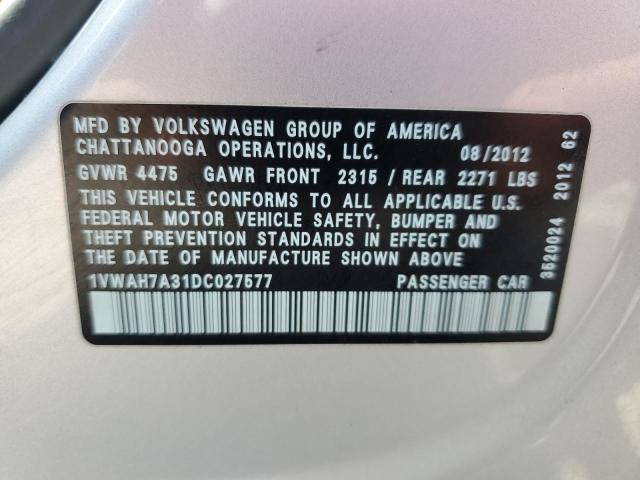 MFD BY VOLKSWAGEN GROUP OF AMERICA
CHATTANOOGA OPERATIONS, LLC. 08/2012
GVWR 4475 GAWR FRONT 2315 / REAR 2271 LBS
THIS VEHICLE CONFORMS TO ALL APPLICABLE U.S.
FEDERAL MOTOR VEHICLE SAFETY, BUMPER AND
THEFT PREVENTION STANDARDS IN EFFECT ON
THE DATE OF MANUFACTURE SHOWN ABOVE
1VWAH7A31DC027577 PASSENGER CAR
3520024 2012 62